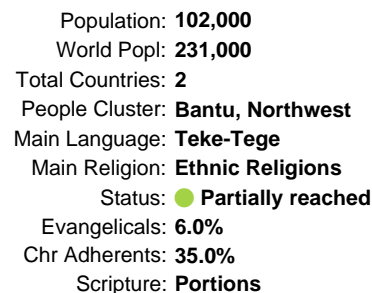 Population: 102,000
World Popl: 231,000
Total Countries: 2
People Cluster: Bantu, Northwest
Main Language: Teke-Tege
Main Religion: Ethnic Religions
Status: Partially reached
Evangelicals: 6.0%
Chr Adherents: 35.0%
Scripture: Portions